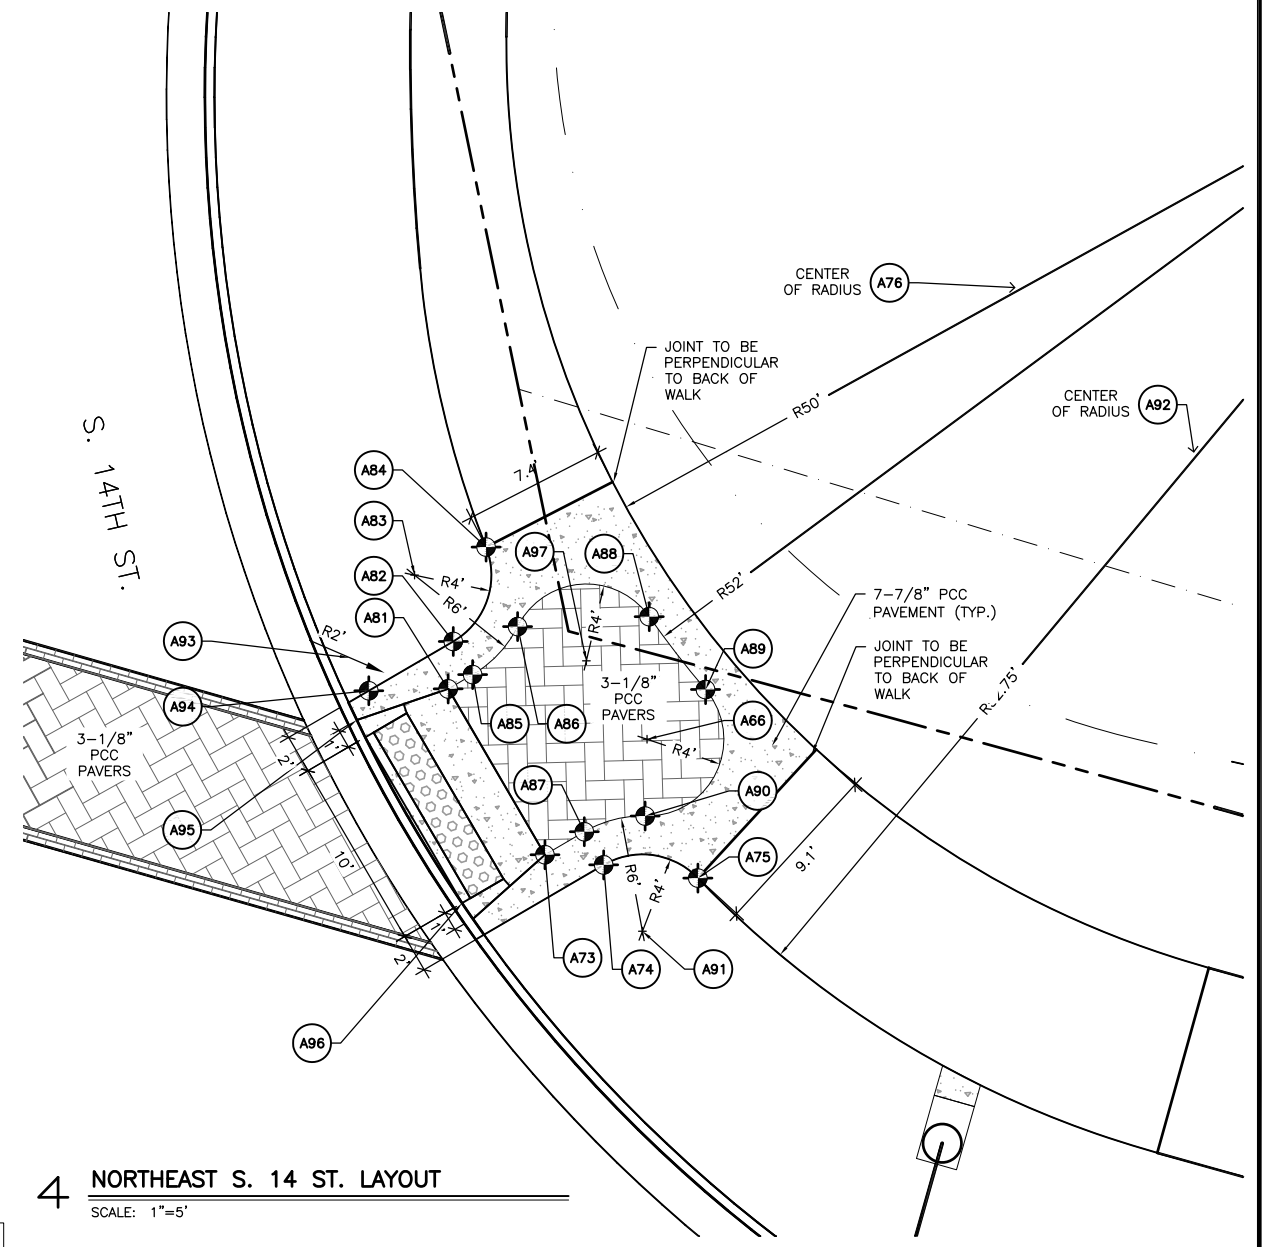 CENTER
OF RADIUS
A76
JOINT TO BE
PERPENDICULAR
TO BACK OF
WALK
CENTER
OF RADIUS
A92
R50'
S. 14TH ST.
A84
7.4'
A83
A97
A88
A82
R4'
R6'
R4'
R52'
7-7/8" PCC
PAVEMENT (TYP.)
A81
R2'
A93
A89
JOINT TO BE
PERPENDICULAR
TO BACK OF
WALK
3-1/8"
PCC
PAVERS
A94
A85
A86
A66
R4'
3-1/8"
PCC
PAVERS
1'
2'
A87
A90
A95
10'
A75
9.1'
R6'
R4'
1'
2'
A73
A74
A91
A96
4
NORTHEAST S. 14 ST. LAYOUT
SCALE: 1"=5'